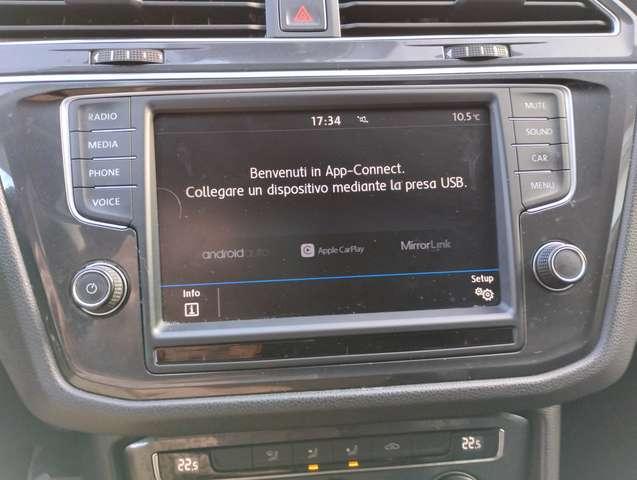 RADIO
MEDIA
PHONE
VOICE
17:34
10.5°C
Benvenuti in App-Connect.
Collegare un dispositivo mediante la presa USB.
androidauto
Apple CarPlay
MirrorLink
Info
i
Setup
MUTE
SOUND
CAR
MENU
22.5
22.5